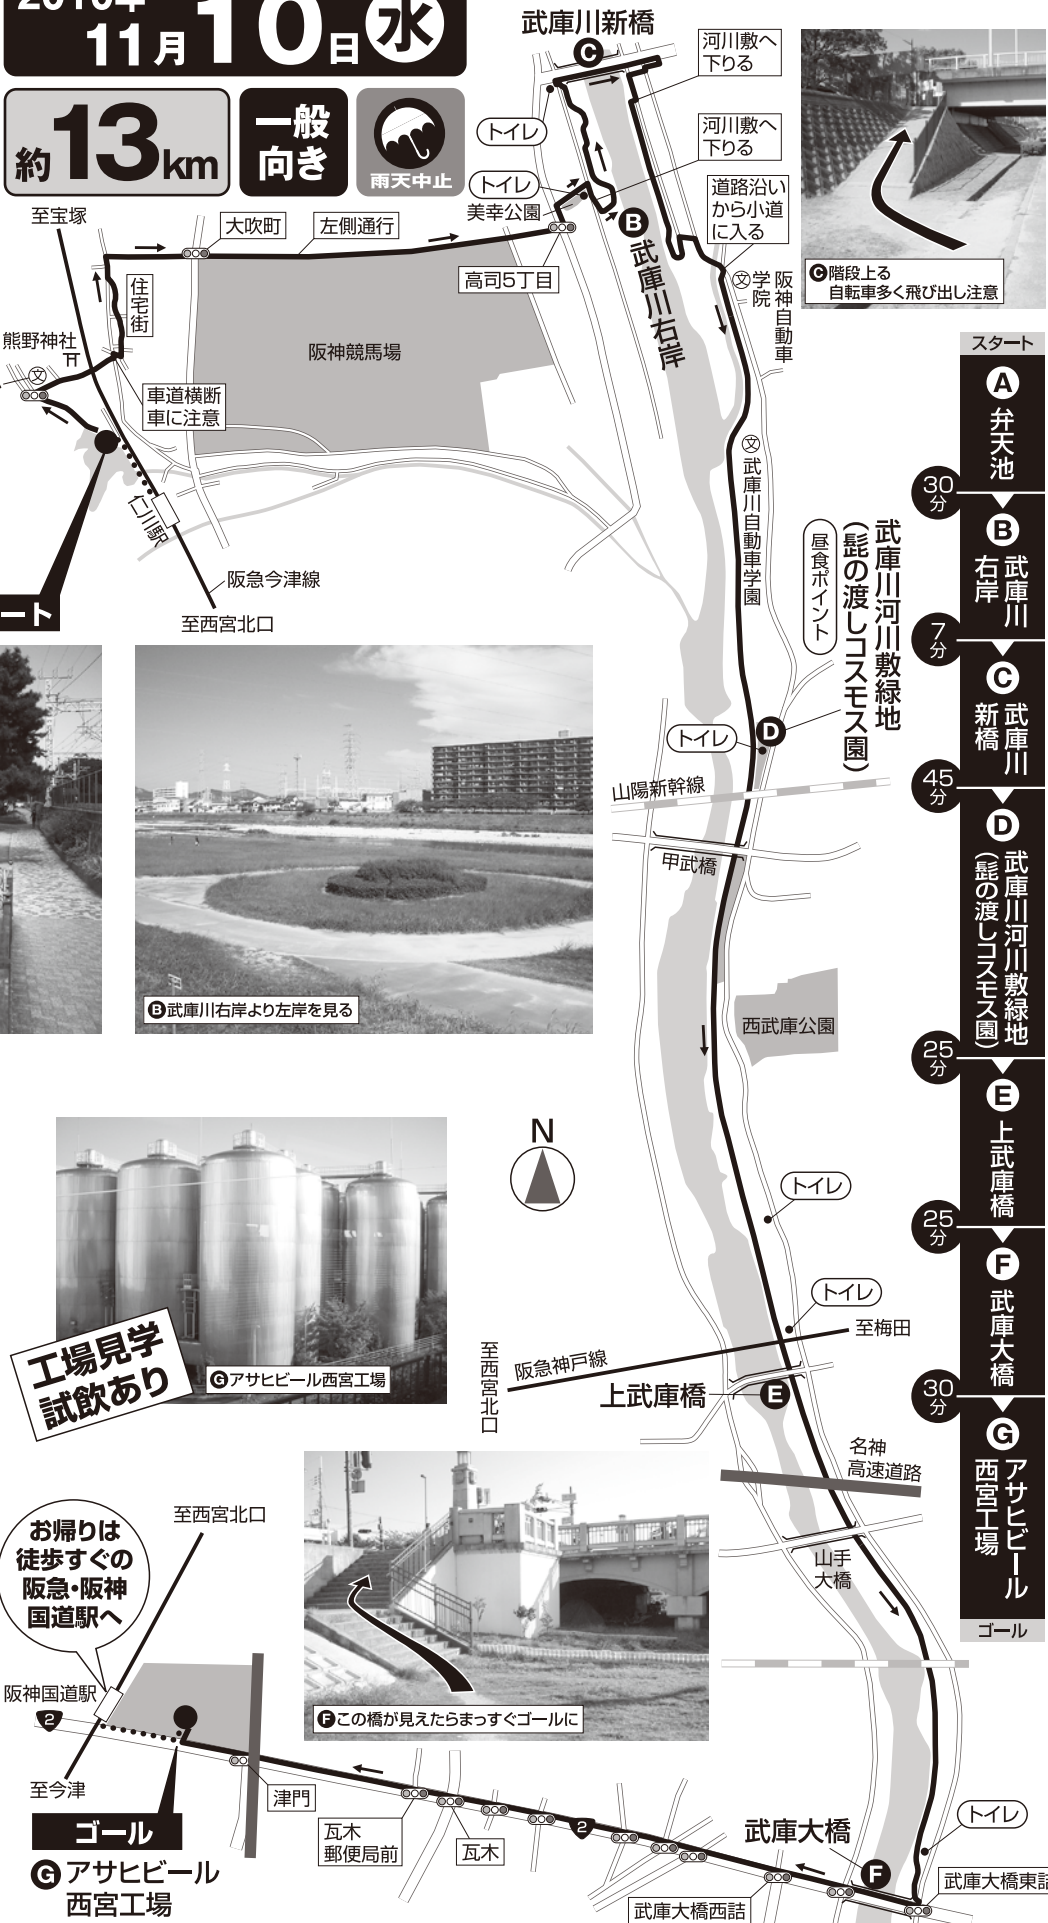 2010年
11月10日水
約13km
一般
向き
雨天中止
武庫川新橋
C
河川敷へ
下りる
トイレ
河川敷へ
下りる
トイレ
美幸公園
道路沿い
から小道
に入る
B
武庫川右岸
文
阪神自動車
学院
C階段上る
自転車多く飛び出し注意
至宝塚
大吹町
左側通行
高司5丁目
住宅街
熊野神社
文
車道横断
車に注意
阪神競馬場
仁川駅
阪急今津線
至西宮北口
ート
文
武庫川自動車学園
昼食ポイント
武庫川河川敷緑地
(髭の渡しコスモス園)
D
トイレ
山陽新幹線
甲武橋
西武庫公園
B武庫川右岸より左岸を見る
N
トイレ
トイレ
至梅田
阪急神戸線
至西宮北口
上武庫橋
E
名神
高速道路
山手
大橋
工場見学
試飲あり
Gアサヒビール西宮工場
Fこの橋が見えたらまっすぐゴールに
お帰りは
徒歩すぐの
阪急・阪神
国道駅へ
至西宮北口
阪神国道駅
2
至今津
ゴール
G アサヒビール
西宮工場
津門
瓦木
郵便局前
瓦木
2
武庫大橋
F
トイレ
武庫大橋西詰
武庫大橋東詰
スタート
A
弁天池
30分
B
武庫川
右岸
7分
C
武庫川
新橋
45分
D
武庫川河川敷緑地
(髭の渡しコスモス園)
25分
E
上武庫橋
25分
F
武庫大橋
30分
G
アサヒビール
西宮工場
ゴール